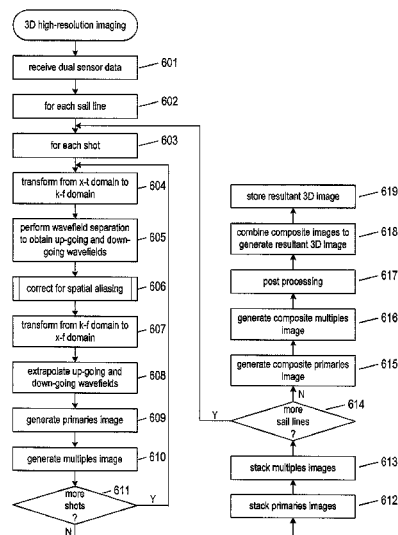 3D high-resolution imaging
receive dual sensor data
601
for each sail line
602
for each shot
603
transform from x-t domain to
k-f domain
604
perform wavefield separation
to obtain up-going and down-
going wavefields
605
correct for spatial aliasing
606
transform from k-f domain to
x-f domain
607
extrapolate up-going and
down-going wavefields
608
generate primaries image
609
generate multiples image
610
more
shots
?
611
Y
N
stack primaries images
612
stack multiples images
613
more
sail lines
?
614
Y
N
generate composite primaries
image
615
generate composite multiples
image
616
post processing
617
combine composite images to
generate resultant 3D Image
618
store resultant 3D image
619